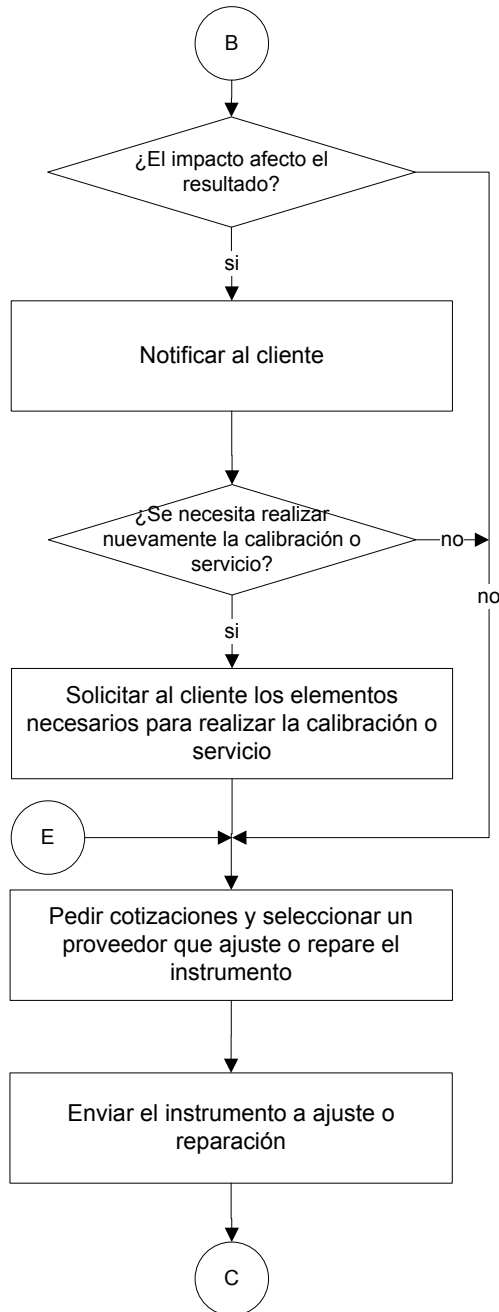 B
¿El impacto afecto el
resultado?
si
Notificar al cliente
¿Se necesita realizar
nuevamente la calibración o
servicio?
no
no
si
Solicitar al cliente los elementos
necesarios para realizar la calibración o
servicio
E
Pedir cotizaciones y seleccionar un
proveedor que ajuste o repare el
instrumento
Enviar el instrumento a ajuste o
reparación
C